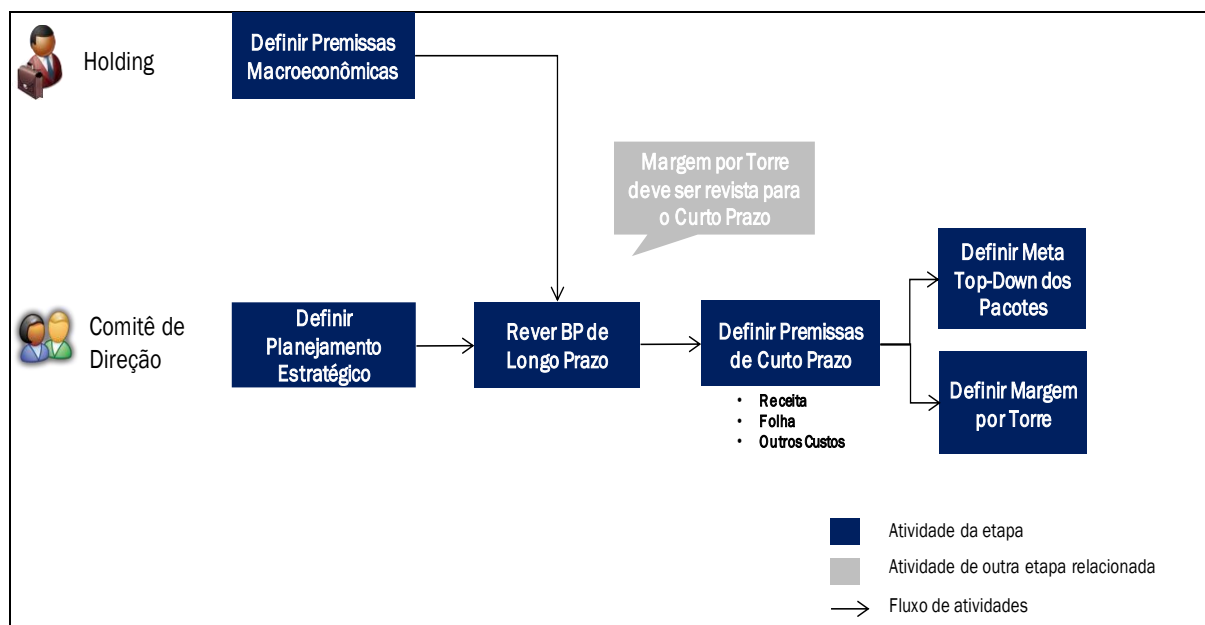 Holding
Definir Premissas
Macroeconômicas
Margem por Torre
deve ser revista para
o Curto Prazo
Comitê de
Direção
Definir
Planejamento
Estratégico
Rever BP de
Longo Prazo
Definir Premissas
de Curto Prazo
• Receita
• Folha
• Outros Custos
Definir Meta
Top-Down dos
Pacotes
Definir Margem
por Torre
Atividade da etapa
Atividade de outra etapa relacionada
Fluxo de atividades